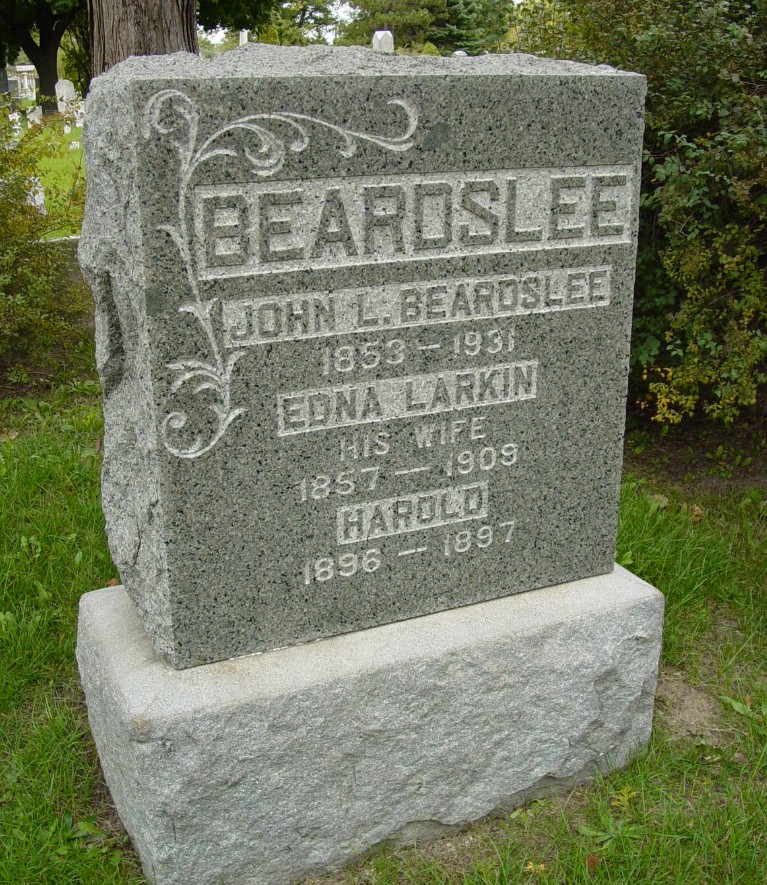 BEARDSLEE
JOHN L. BEARDSLEE
1853 – 1931
EDNA LARKIN
HIS WIFE
1857 – 1909
HAROLD
1896 – 1897